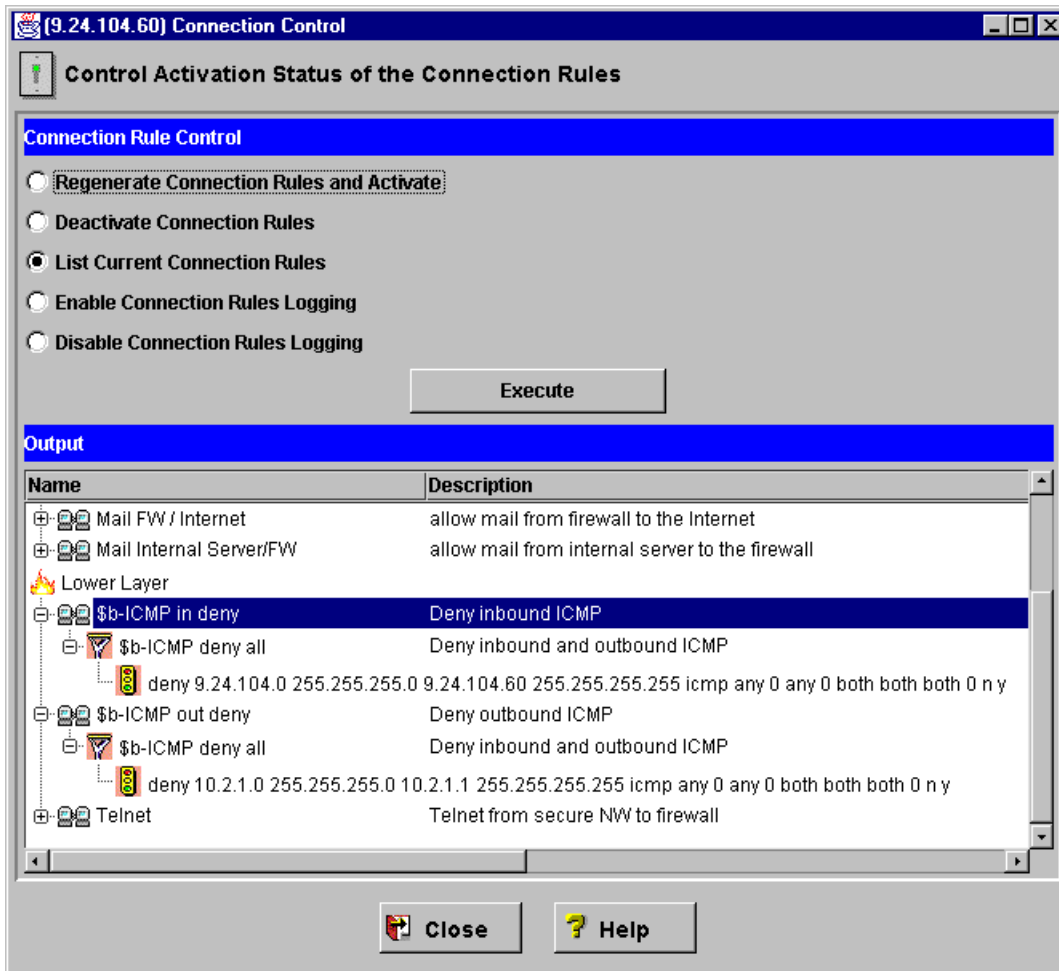 (9.24.104.60) Connection Control
Control Activation Status of the Connection Rules
Connection Rule Control
Regenerate Connection Rules and Activate
Deactivate Connection Rules
List Current Connection Rules
Enable Connection Rules Logging
Disable Connection Rules Logging
Execute
Output
Name Description
Mail FW / Internet allow mail from firewall to the Internet
Mail Internal Server/FW allow mail from internal server to the firewall
Lower Layer
$b-ICMP in deny Deny inbound ICMP
$b-ICMP deny all Deny inbound and outbound ICMP
deny 9.24.104.0 255.255.255.0 9.24.104.60 255.255.255.255 icmp any 0 any 0 both both both 0 n y
$b-ICMP out deny Deny outbound ICMP
$b-ICMP deny all Deny inbound and outbound ICMP
deny 10.2.1.0 255.255.255.0 10.2.1.1 255.255.255.255 icmp any 0 any 0 both both both 0 n y
Telnet Telnet from secure NW to firewall
Close Help